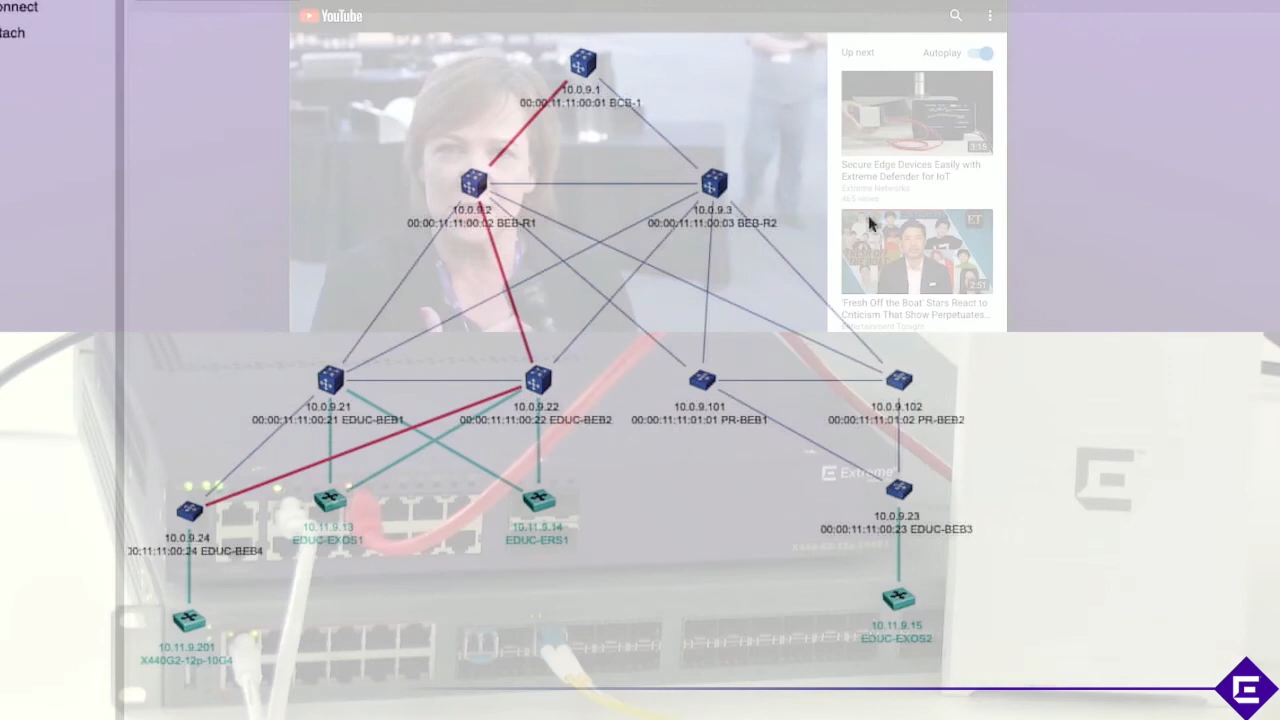 onnect
tach
YouTube
Up next
Autoplay
3:15
Secure Edge Devices Easily with
Extreme Defender for IoT
Extreme Networks
465 views
ET
2:51
'Fresh Off the Boat' Stars React to
Criticism That Show Perpetuates...
Entertainment Tonight
10.0.9.1
00:00:11:11:00:01 BCB-1
10.0.9.2
00:00:11:11:00:02 BEB-R1
10.0.9.3
00:00:11:11:00:03 BEB-R2
10.0.9.21
00:00:11:11:00:21 EDUC-BEB1
10.0.9.22
00:00:11:11:00:22 EDUC-BEB2
10.0.9.101
00:00:11:11:01:01 PR-BEB1
10.0.9.102
00:00:11:11:01:02 PR-BEB2
Extreme
10.0.9.24
00:11:11:00:24 EDUC-BEB4
10.11.9.13
EDUC-EXOS1
10.11.9.14
EDUC-ERS1
10.0.9.23
00:00:11:11:00:23 EDUC-BEB3
10.11.9.201
X440G2-12p-10G4
10.11.9.15
EDUC-EXOS2